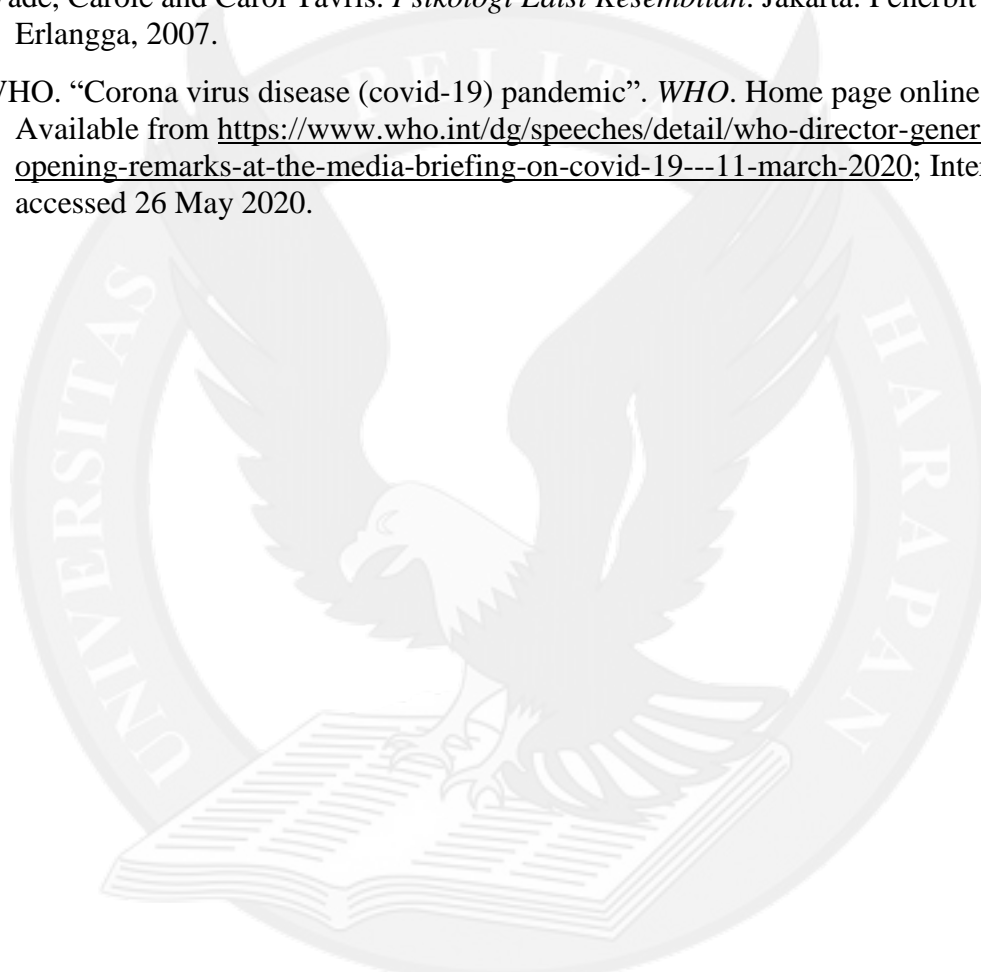 ade, Carole and Carol Tavris. Psikologi Edisi Kesembilan. Jakarta: Penerbit
Erlangga, 2007.
WHO. “Corona virus disease (covid-19) pandemic”. WHO. Home page online
Available from https://www.who.int/dg/speeches/detail/who-director-gener
opening-remarks-at-the-media-briefing-on-covid-19---11-march-2020; Inte
accessed 26 May 2020.
UNIVERSITAS PELITA HARAPAN